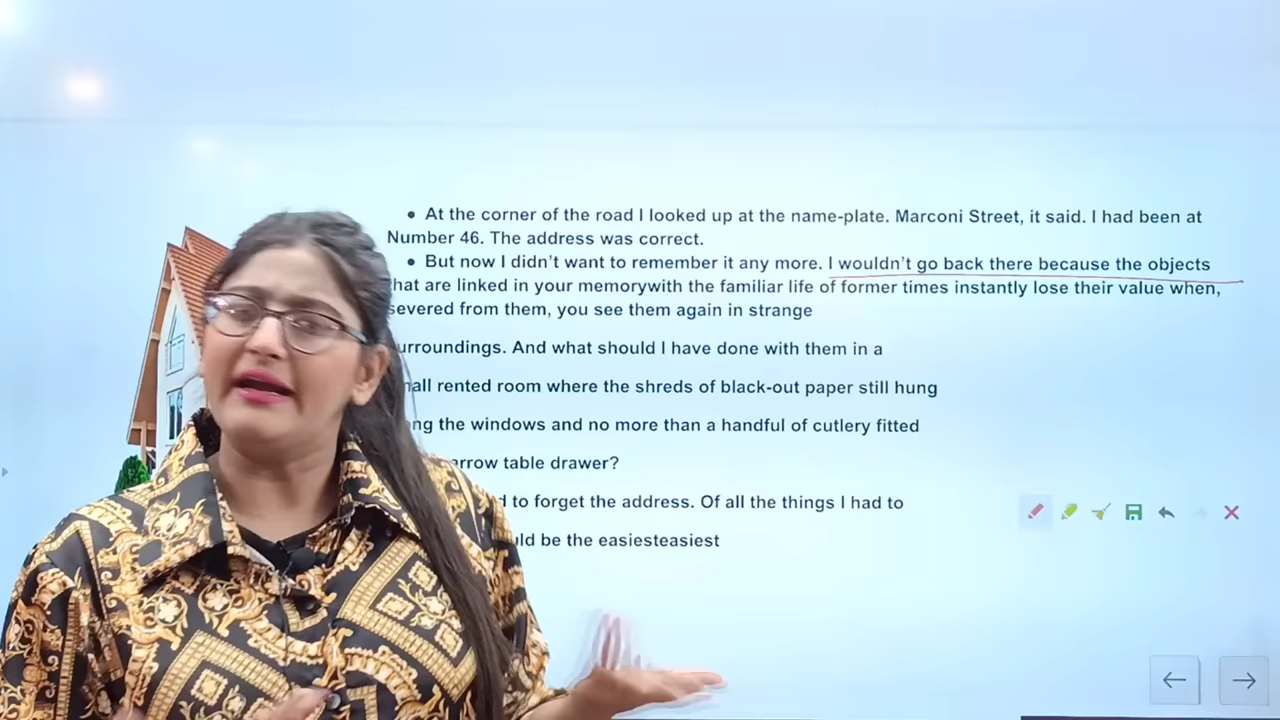 • At the corner of the road I looked up at the name-plate. Marconi Street, it said. I had been at
Number 46. The address was correct.
• But now I didn't want to remember it any more. I wouldn't go back there because the objects
that are linked in your memorywith the familiar life of former times instantly lose their value when,
severed from them, you see them again in strange
urroundings. And what should I have done with them in a
all rented room where the shreds of black-out paper still hung
ng the windows and no more than a handful of cutlery fitted
arrow table drawer?
to forget the address. Of all the things I had to
be the easiesteasiest